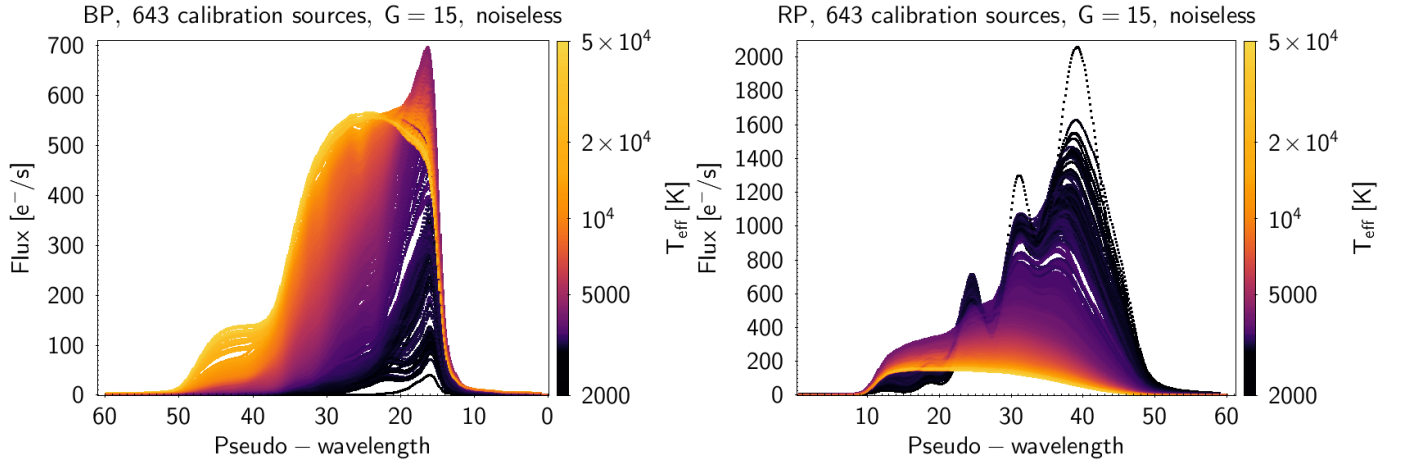 BP, 643 calibration sources, G = 15, noiseless
700
600
500
400
300
200
100
0
Flux [e⁻/s]
60 50 40 30 20 10 0
Pseudo − wavelength
5×10⁴
2×10⁴
10⁴
5000
2000
T_eff [K]
RP, 643 calibration sources, G = 15, noiseless
2000
1800
1600
1400
1200
1000
800
600
400
200
0
Flux [e⁻/s]
10 20 30 40 50 60
Pseudo − wavelength
5×10⁴
2×10⁴
10⁴
5000
2000
T_eff [K]